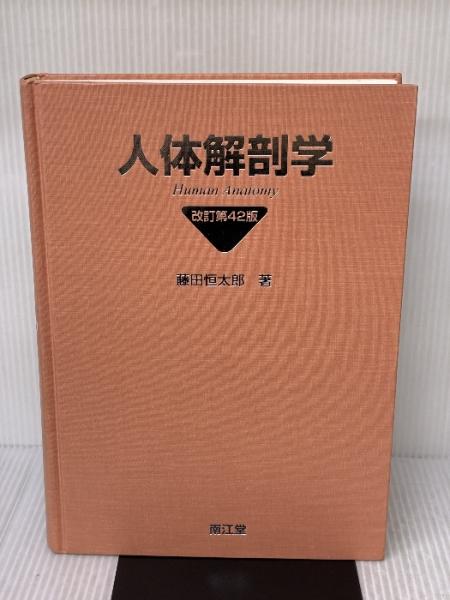 人体解剖学
Human Anatomy
改訂第42版
藤田恒太郎 著
南江堂